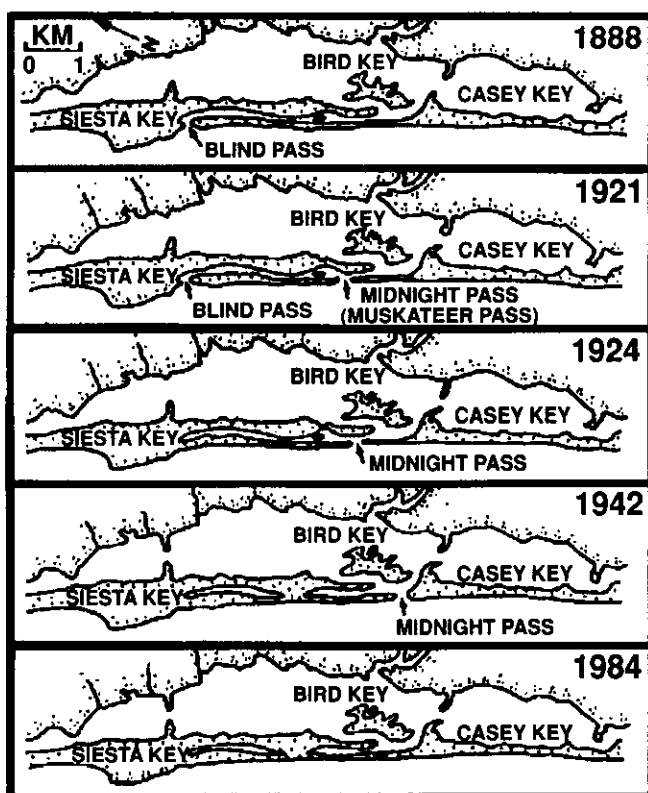 KM
0 1
N
1888
BIRD KEY
CASEY KEY
SIESTA KEY
BLIND PASS
1921
BIRD KEY
CASEY KEY
SIESTA KEY
BLIND PASS
MIDNIGHT PASS
(MUSKATEER PASS)
1924
BIRD KEY
CASEY KEY
SIESTA KEY
MIDNIGHT PASS
1942
BIRD KEY
CASEY KEY
SIESTA KEY
MIDNIGHT PASS
1984
BIRD KEY
CASEY KEY
SIESTA KEY